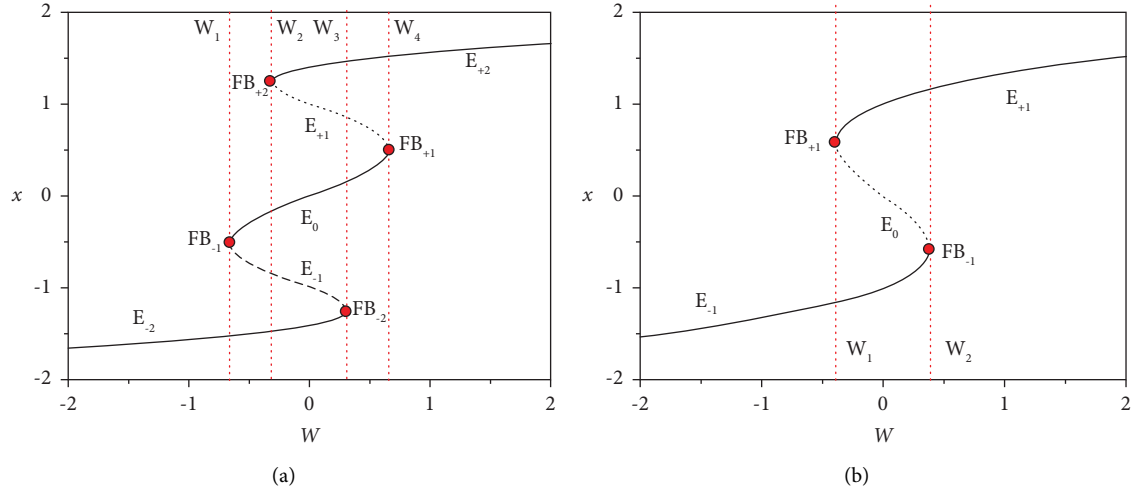 2
2
W₁
W₂
W₃
W₄
E₊₂
FB₊₂
1
1
E₊₁
FB₊₁
FB₊₁
E₊₁
x
0
x
0
E₀
E₀
FB₋₁
FB₋₁
E₋₁
-1
-1
FB₋₂
E₋₂
E₋₁
W₁
W₂
-2
-2
-2
-1
0
1
2
-2
-1
0
1
2
W
W
(a)
(b)